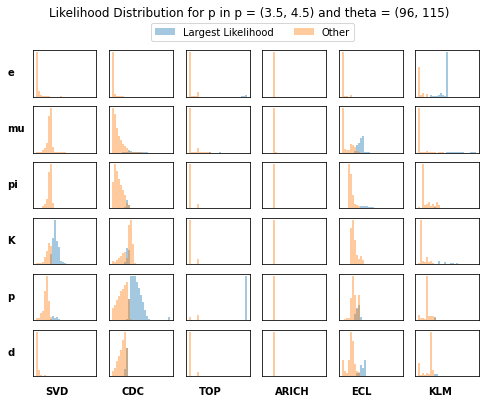 Likelihood Distribution for p in p = (3.5, 4.5) and theta = (96, 115)
Largest Likelihood Other
e
mu
pi
K
p
d
SVD CDC TOP ARICH ECL KLM